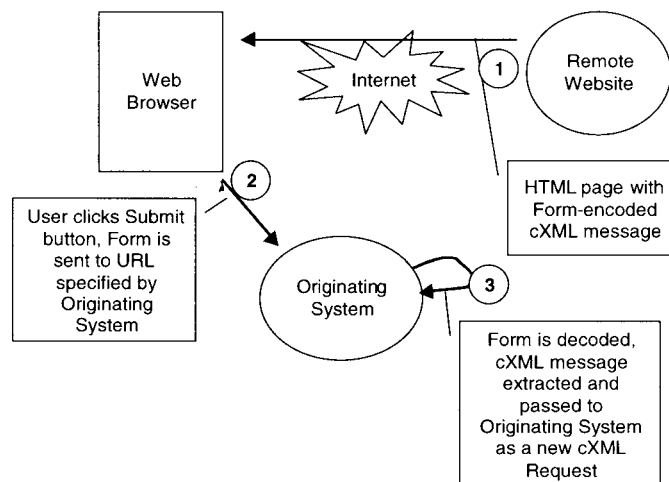 Web
Browser
Internet
1
Remote
Website
HTML page with
Form-encoded
cXML message
2
User clicks Submit
button, Form is
sent to URL
specified by
Originating
System
Originating
System
3
Form is decoded,
cXML message
extracted and
passed to
Originating System
as a new cXML
Request